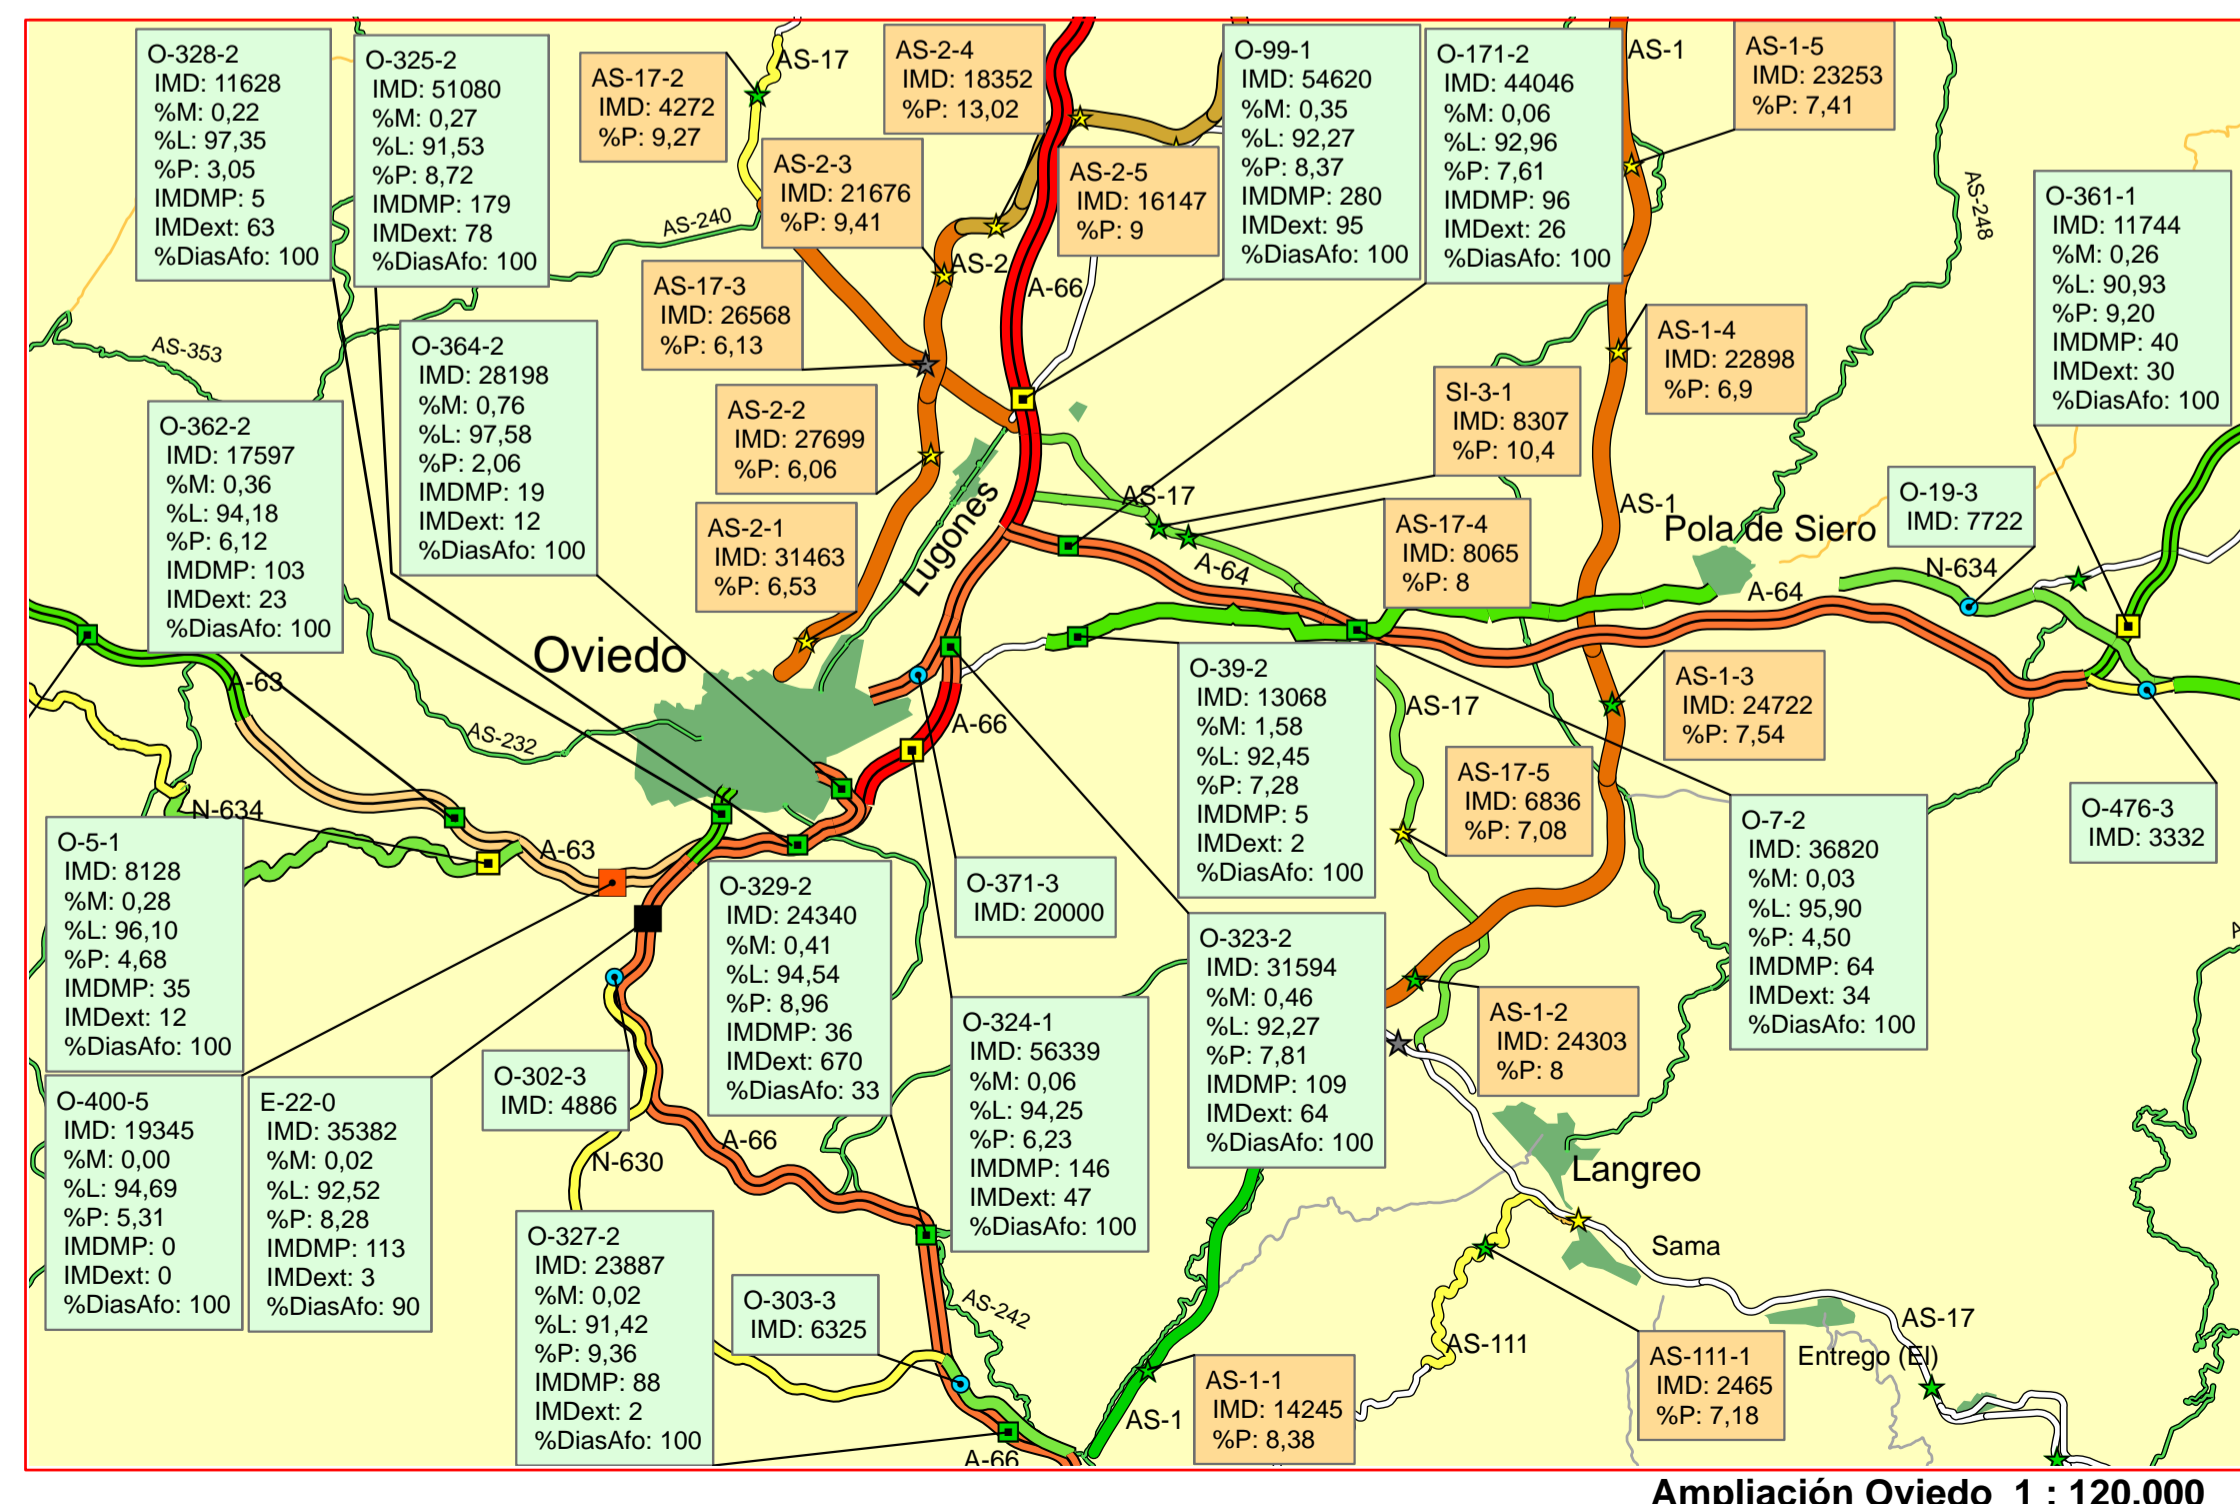 O-328-2
IMD: 11628
%M: 0,22
%L: 97,35
%P: 3,05
IMDMP: 5
IMDext: 63
%DiasAfo: 100
O-325-2
IMD: 51080
%M: 0,27
%L: 91,53
%P: 8,72
IMDMP: 179
IMDext: 78
%DiasAfo: 100
AS-17-2
IMD: 4272
%P: 9,27
AS-17
AS-2-4
IMD: 18352
%P: 13,02
O-99-1
IMD: 54620
%M: 0,35
%L: 92,27
%P: 8,37
IMDMP: 280
IMDext: 95
%DiasAfo: 100
O-171-2
IMD: 44046
%M: 0,06
%L: 92,96
%P: 7,61
IMDMP: 96
IMDext: 26
%DiasAfo: 100
AS-1
AS-1-5
IMD: 23253
%P: 7,41
AS-2-3
IMD: 21676
%P: 9,41
AS-2-5
IMD: 16147
%P: 9
AS-240
AS-248
O-361-1
IMD: 11744
%M: 0,26
%L: 90,93
%P: 9,20
IMDMP: 40
IMDext: 30
%DiasAfo: 100
AS-17-3
IMD: 26568
%P: 6,13
AS-2
A-66
AS-353
O-364-2
IMD: 28198
%M: 0,76
%L: 97,58
%P: 2,06
IMDMP: 19
IMDext: 12
%DiasAfo: 100
AS-1-4
IMD: 22898
%P: 6,9
SI-3-1
IMD: 8307
%P: 10,4
O-362-2
IMD: 17597
%M: 0,36
%L: 94,18
%P: 6,12
IMDMP: 103
IMDext: 23
%DiasAfo: 100
AS-2-2
IMD: 27699
%P: 6,06
AS-17
AS-1
Pola de Siero
O-19-3
IMD: 7722
AS-2-1
IMD: 31463
%P: 6,53
Lugones
AS-17-4
IMD: 8065
%P: 8
A-64
N-634
A-64
Oviedo
A-63
O-39-2
IMD: 13068
%M: 1,58
%L: 92,45
%P: 7,28
IMDMP: 5
IMDext: 2
%DiasAfo: 100
AS-1-3
IMD: 24722
%P: 7,54
AS-17
A-66
AS-232
AS-17-5
IMD: 6836
%P: 7,08
O-7-2
IMD: 36820
%M: 0,03
%L: 95,90
%P: 4,50
IMDMP: 64
IMDext: 34
%DiasAfo: 100
O-476-3
IMD: 3332
N-634
O-5-1
IMD: 8128
%M: 0,28
%L: 96,10
%P: 4,68
IMDMP: 35
IMDext: 12
%DiasAfo: 100
A-63
O-329-2
IMD: 24340
%M: 0,41
%L: 94,54
%P: 8,96
IMDMP: 36
IMDext: 670
%DiasAfo: 33
O-371-3
IMD: 20000
O-323-2
IMD: 31594
%M: 0,46
%L: 92,27
%P: 7,81
IMDMP: 109
IMDext: 64
%DiasAfo: 100
O-324-1
IMD: 56339
%M: 0,06
%L: 94,25
%P: 6,23
IMDMP: 146
IMDext: 47
%DiasAfo: 100
AS-1-2
IMD: 24303
%P: 8
O-400-5
IMD: 19345
%M: 0,00
%L: 94,69
%P: 5,31
IMDMP: 0
IMDext: 0
%DiasAfo: 100
E-22-0
IMD: 35382
%M: 0,02
%L: 92,52
%P: 8,28
IMDMP: 113
IMDext: 3
%DiasAfo: 90
O-302-3
IMD: 4886
A-66
N-630
Langreo
O-327-2
IMD: 23887
%M: 0,02
%L: 91,42
%P: 9,36
IMDMP: 88
IMDext: 2
%DiasAfo: 100
O-303-3
IMD: 6325
AS-242
Sama
AS-17
AS-111
Entrego (El)
AS-111-1
IMD: 2465
%P: 7,18
AS-1-1
IMD: 14245
%P: 8,38
AS-1
A-66
Ampliación Oviedo 1 : 120.000